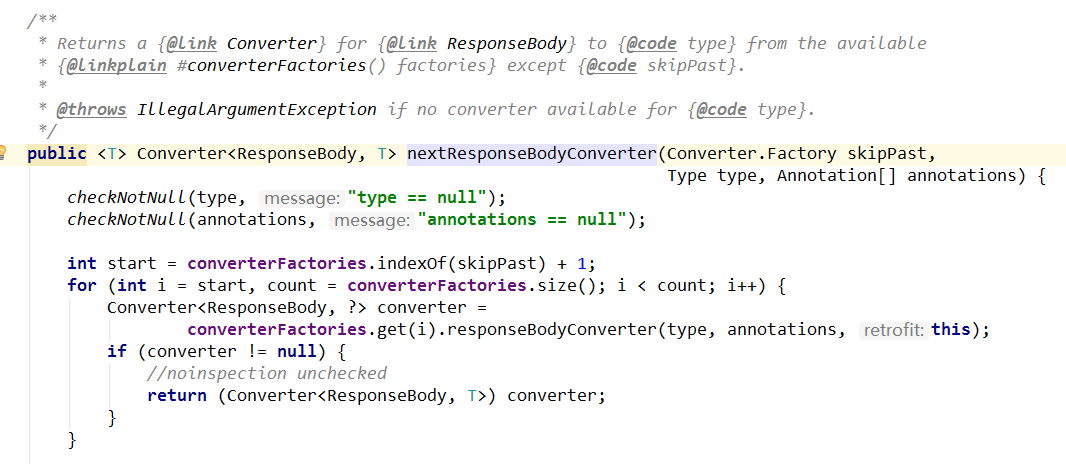 /**
 * Returns a {@link Converter} for {@link ResponseBody} to {@code type} from the available
 * {@linkplain #converterFactories() factories} except {@code skipPast}.
 *
 * @throws IllegalArgumentException if no converter available for {@code type}.
 */
public <T> Converter<ResponseBody, T> nextResponseBodyConverter(Converter.Factory skipPast,
                                                                Type type, Annotation[] annotations) {
    checkNotNull(type, message: "type == null");
    checkNotNull(annotations, message: "annotations == null");

    int start = converterFactories.indexOf(skipPast) + 1;
    for (int i = start, count = converterFactories.size(); i < count; i++) {
        Converter<ResponseBody, ?> converter =
                converterFactories.get(i).responseBodyConverter(type, annotations, retrofit: this);
        if (converter != null) {
            //noinspection unchecked
            return (Converter<ResponseBody, T>) converter;
        }
    }